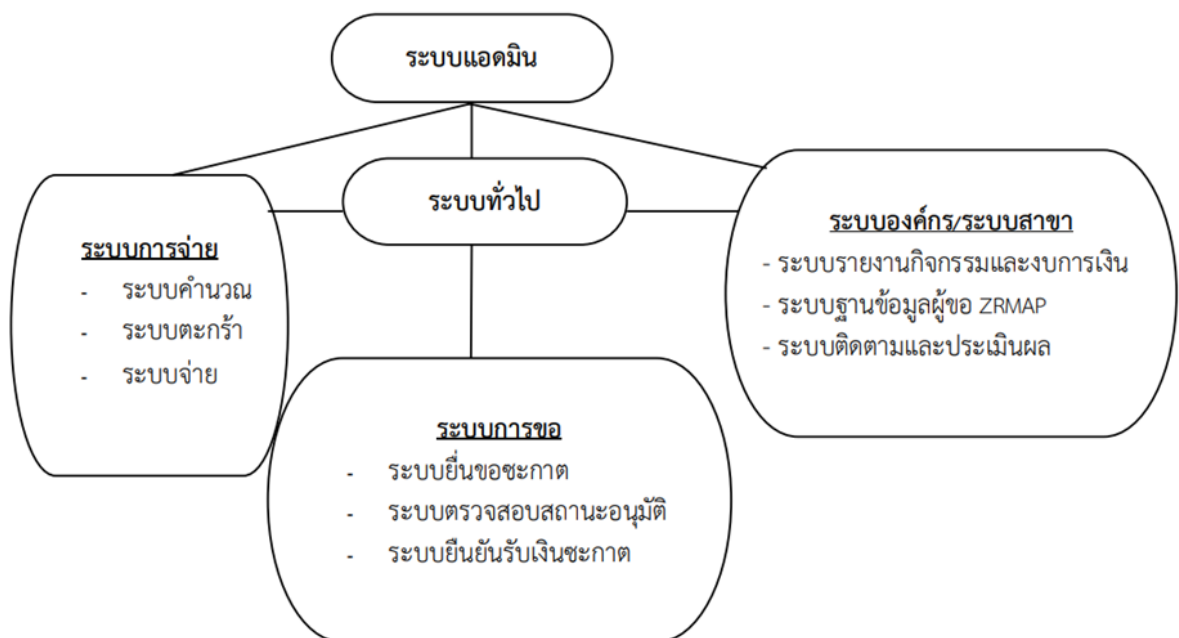 ระบบแอดมิน
ระบบทั่วไป
ระบบการจ่าย
- ระบบคำนวณ
- ระบบตะกร้า
- ระบบจ่าย
ระบบองค์กร/ระบบสาขา
- ระบบรายงานกิจกรรมและงบการเงิน
- ระบบฐานข้อมูลผู้ขอ ZRMAP
- ระบบติดตามและประเมินผล
ระบบการขอ
- ระบบยื่นขอซะกาต
- ระบบตรวจสอบสถานะอนุมัติ
- ระบบยืนยันรับเงินซะกาต